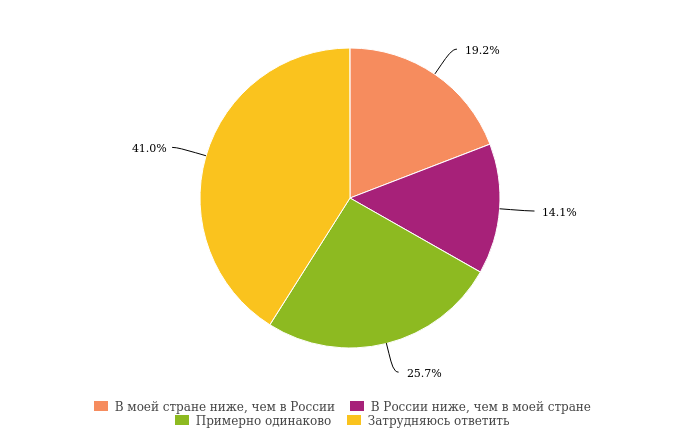 19.2%
41.0%
14.1%
25.7%
В моей стране ниже, чем в России
В России ниже, чем в моей стране
Примерно одинаково
Затрудняюсь ответить